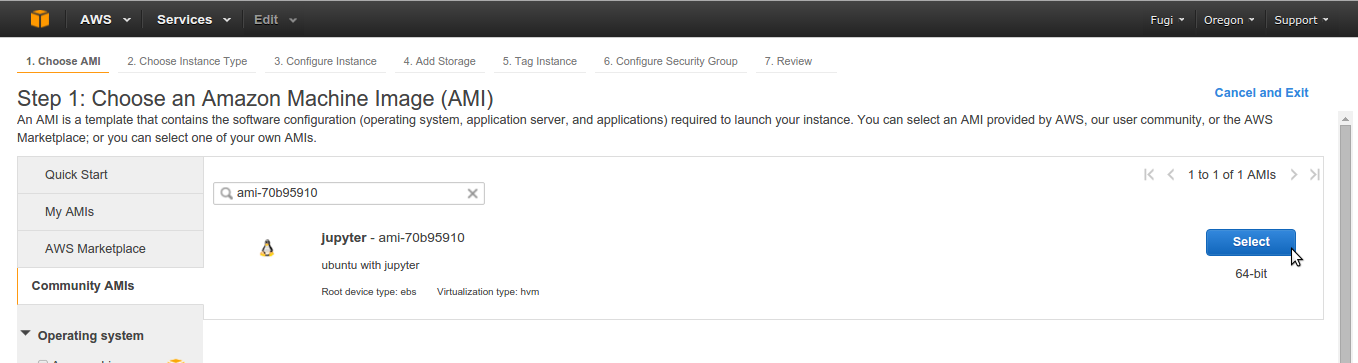 AWS Services Edit Fugi Oregon Support
1. Choose AMI 2. Choose Instance Type 3. Configure Instance 4. Add Storage 5. Tag Instance 6. Configure Security Group 7. Review
Step 1: Choose an Amazon Machine Image (AMI)
Cancel and Exit
An AMI is a template that contains the software configuration (operating system, application server, and applications) required to launch your instance. You can select an AMI provided by AWS, our user community, or the AWS
Marketplace; or you can select one of your own AMIs.
Quick Start
My AMIs
AWS Marketplace
Community AMIs
Operating system
1 to 1 of 1 AMIs
ami-70b95910
jupyter - ami-70b95910
Select
ubuntu with jupyter
64-bit
Root device type: ebs Virtualization type: hvm